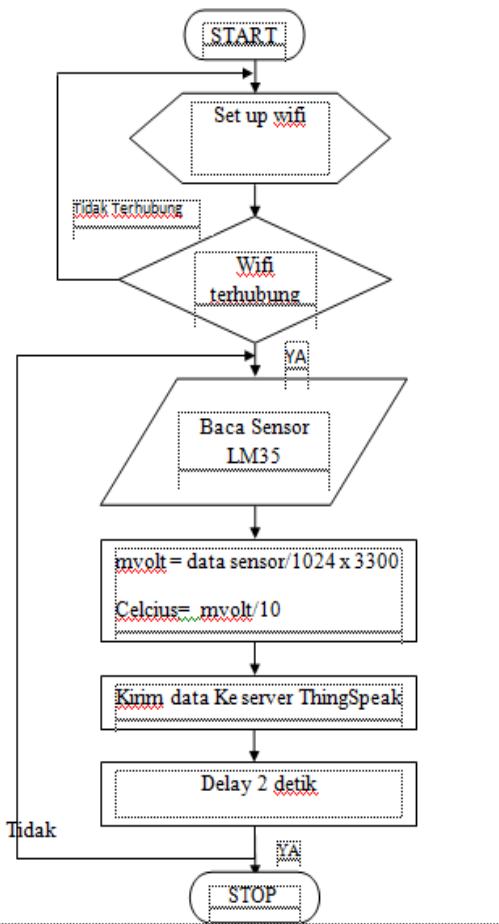 START
Set up wifi
Tidak Terhubung
Wifi
terhubung
YA
Baca Sensor
LM35
mvolt = data sensor/1024 x 3300
Celcius= mvolt/10
Kirim data Ke server ThingSpeak
Delay 2 detik
Tidak
YA
STOP